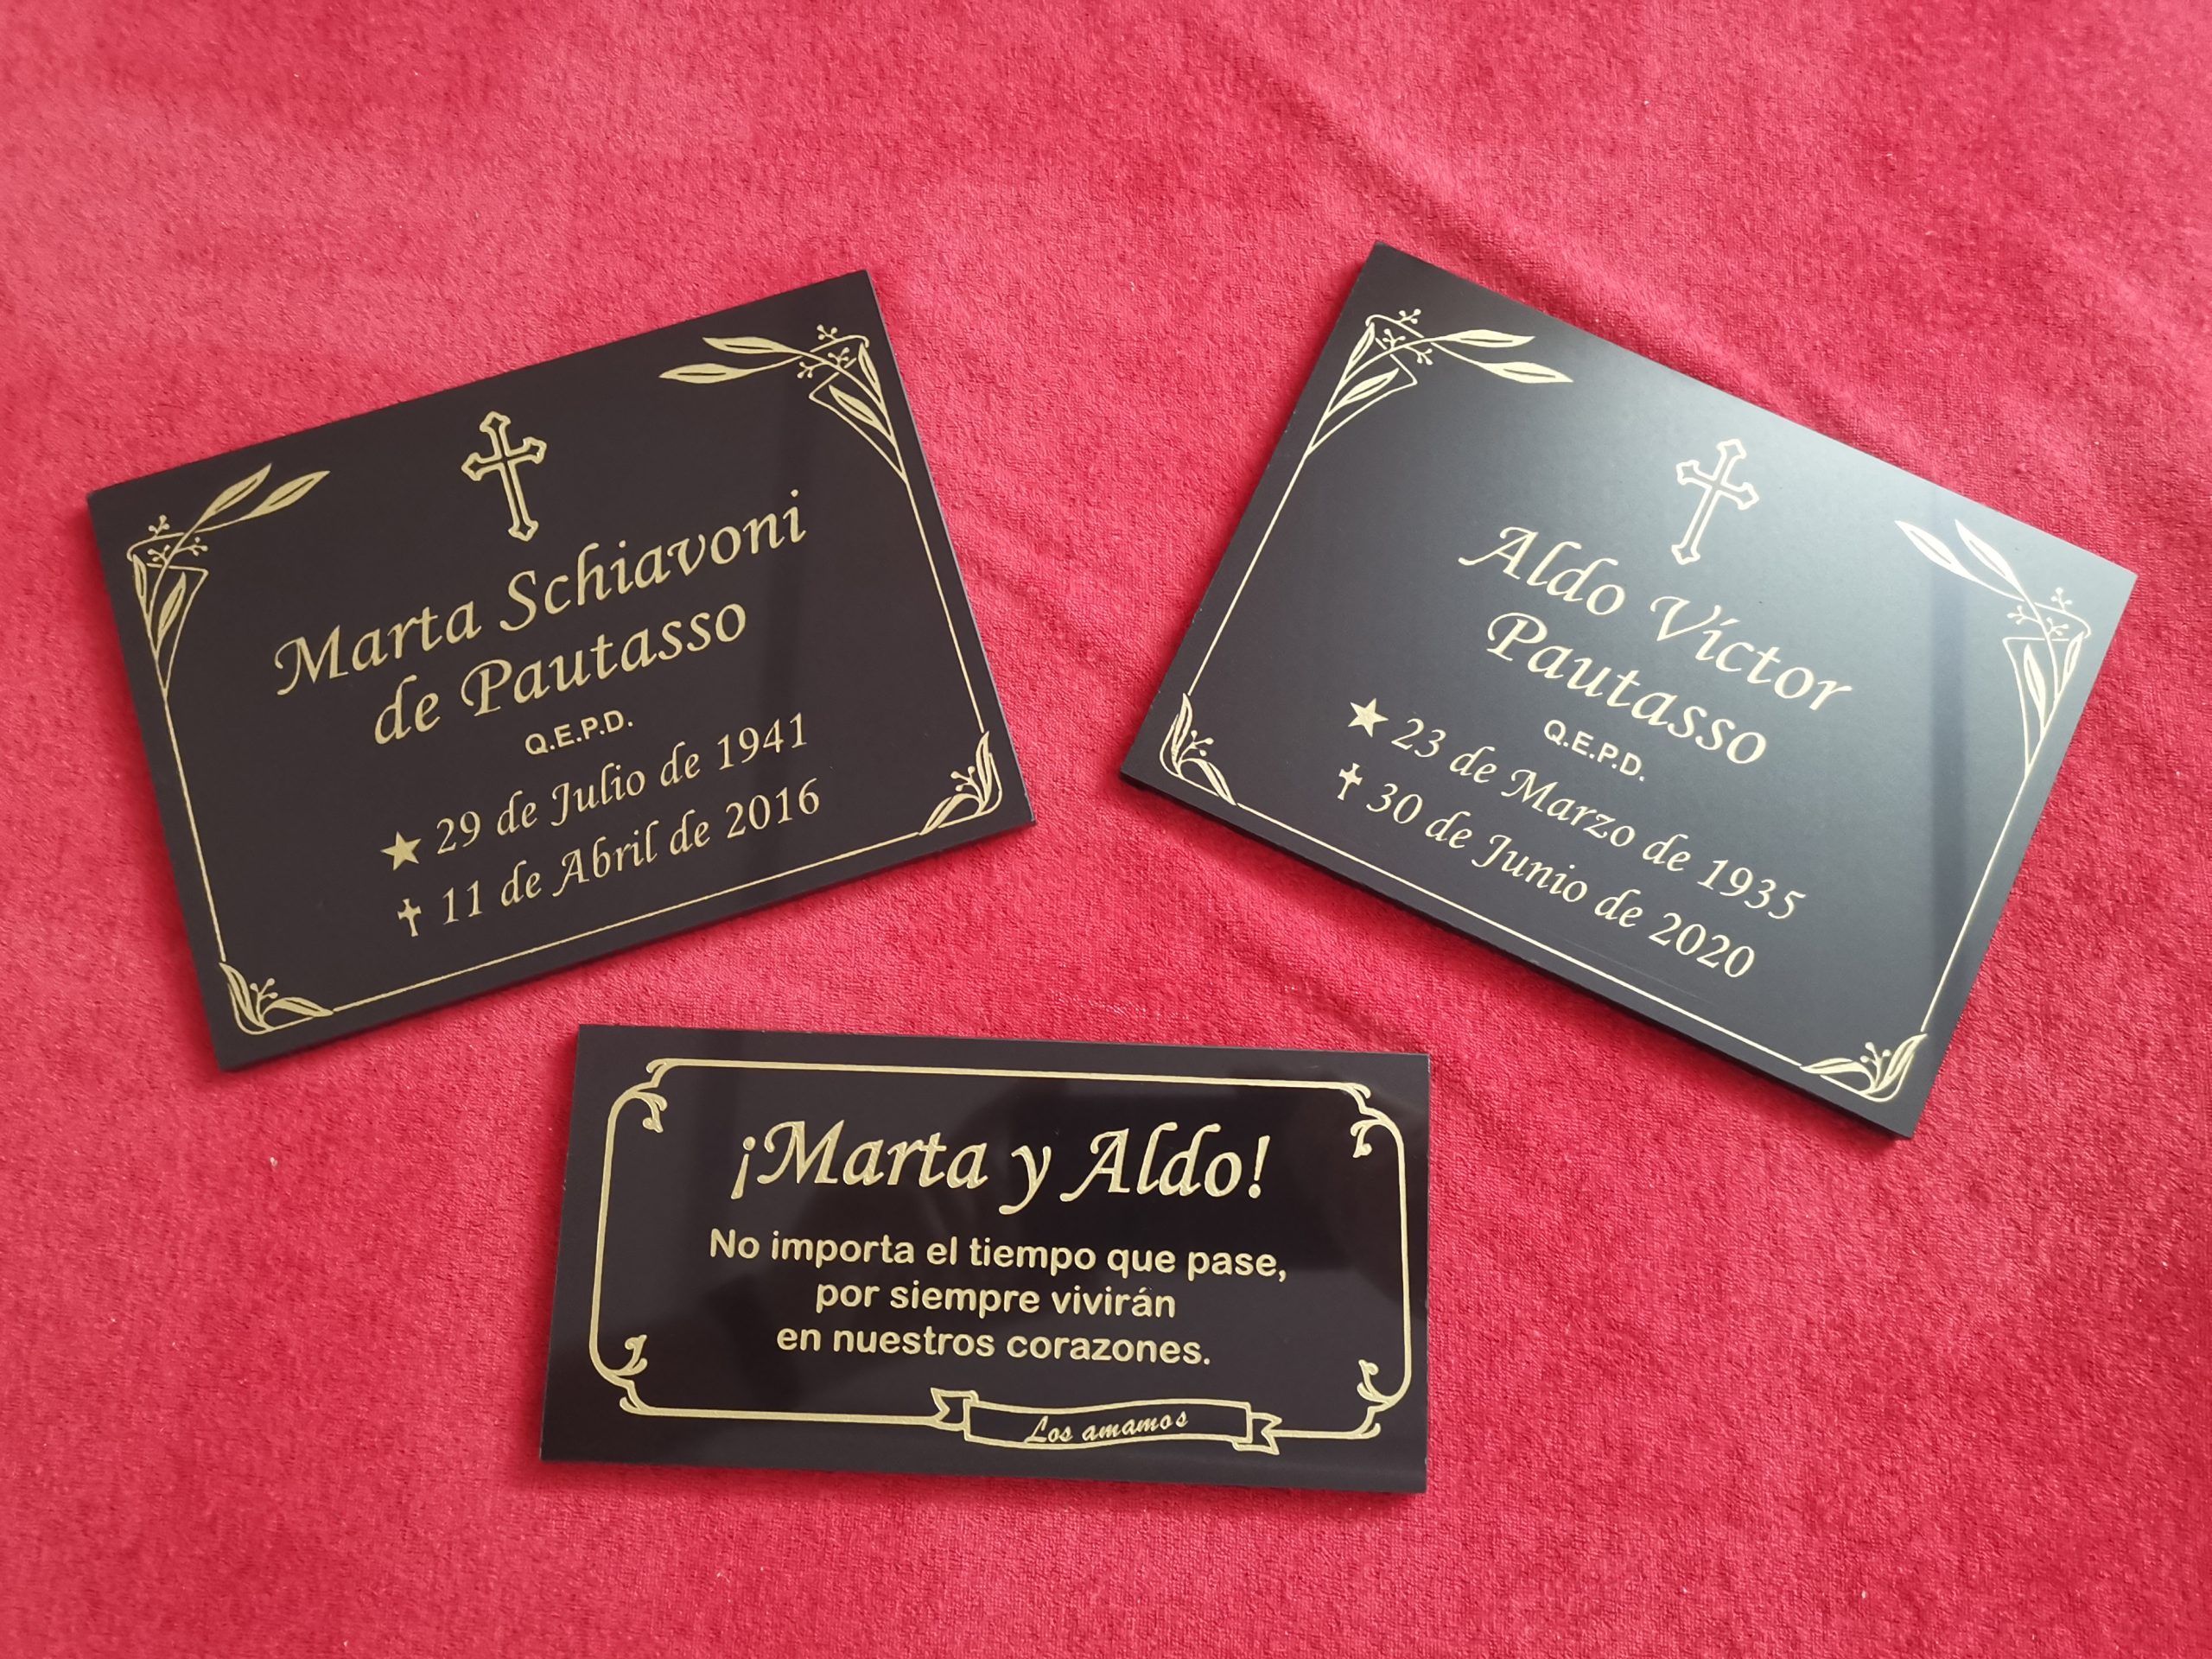 Marta Schiavoni
de Pautasso
Q.E.P.D.
★ 29 de Julio de 1941
✝ 11 de Abril de 2016
Aldo Víctor
Pautasso
Q.E.P.D.
★ 23 de Marzo de 1935
✝ 30 de Junio de 2020
¡Marta y Aldo!
No importa el tiempo que pase,
por siempre vivirán
en nuestros corazones.
Los amamos